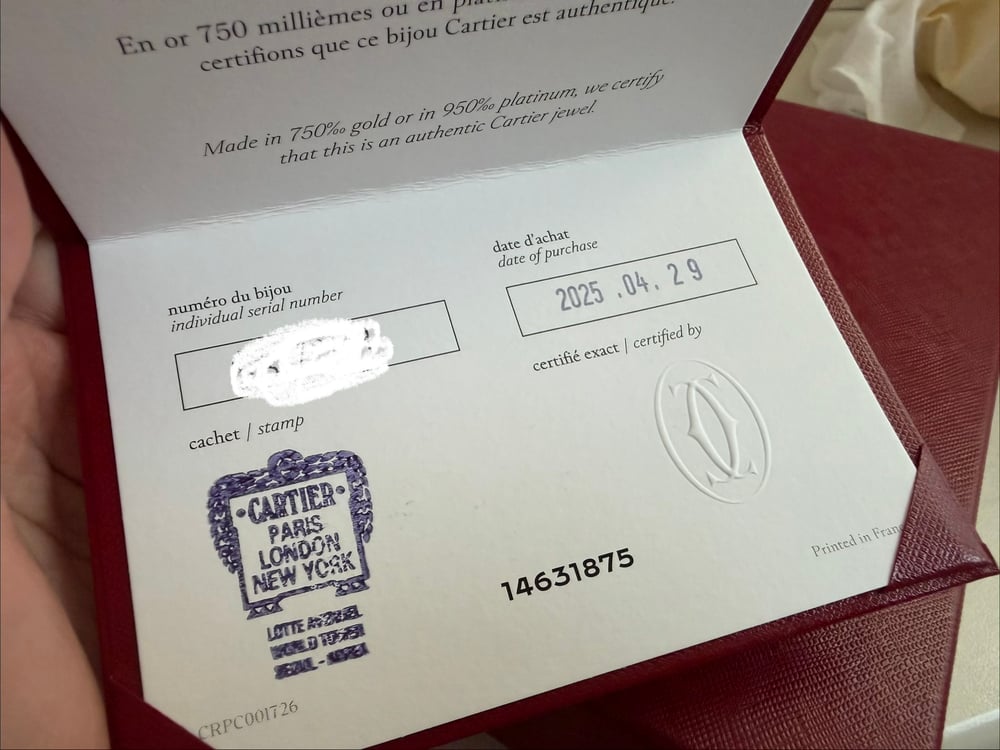 En or 750 millièmes ou en
certifions que ce bijou Cartier est authentique.
Made in 750‰ gold or in 950‰ platinum, we certify
that this is an authentic Cartier jewel.
numéro du bijou
individual serial number
date d'achat
date of purchase
2025 .04. 29
certifié exact | certified by
cachet | stamp
CARTIER
PARIS
LONDON
NEW YORK
LOTTE AVENUEL
WORLD TOWER
SEOUL - KOREA
14631875
Printed in
CRPC001726